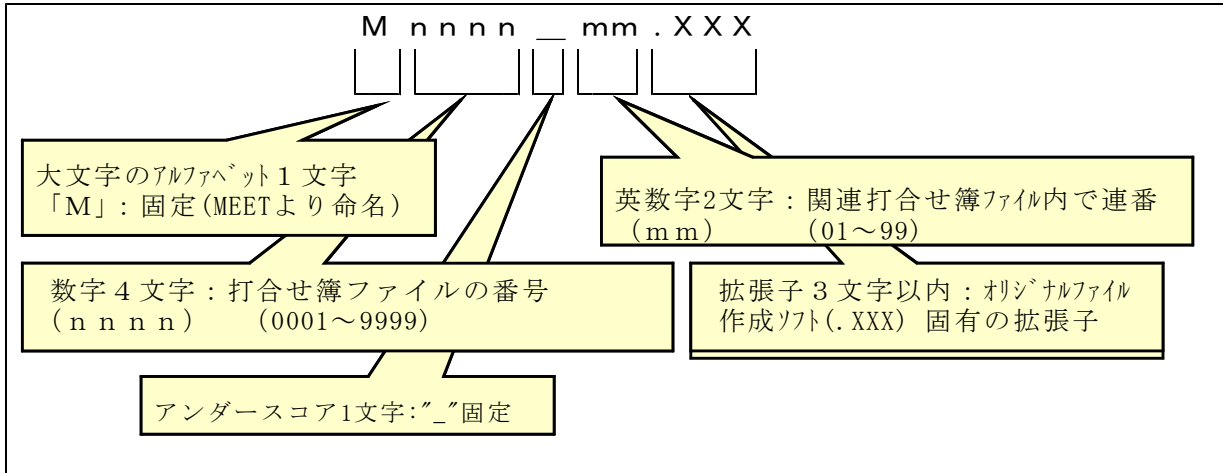 M n n n n _ mm . X X X
大文字のｱﾙﾌｧﾍﾞｯﾄ１文字
「M」: 固定(MEETより命名)
英数字2文字：関連打合せ簿ﾌｧｲﾙ内で連番
(ｍｍ) (01～99)
数字４文字：打合せ簿ファイルの番号
(ｎｎｎｎ) (0001～9999)
拡張子３文字以内：ｵﾘｼﾞﾅﾙﾌｧｲﾙ
作成ｿﾌﾄ(.XXX) 固有の拡張子
アンダースコア1文字:"_"固定